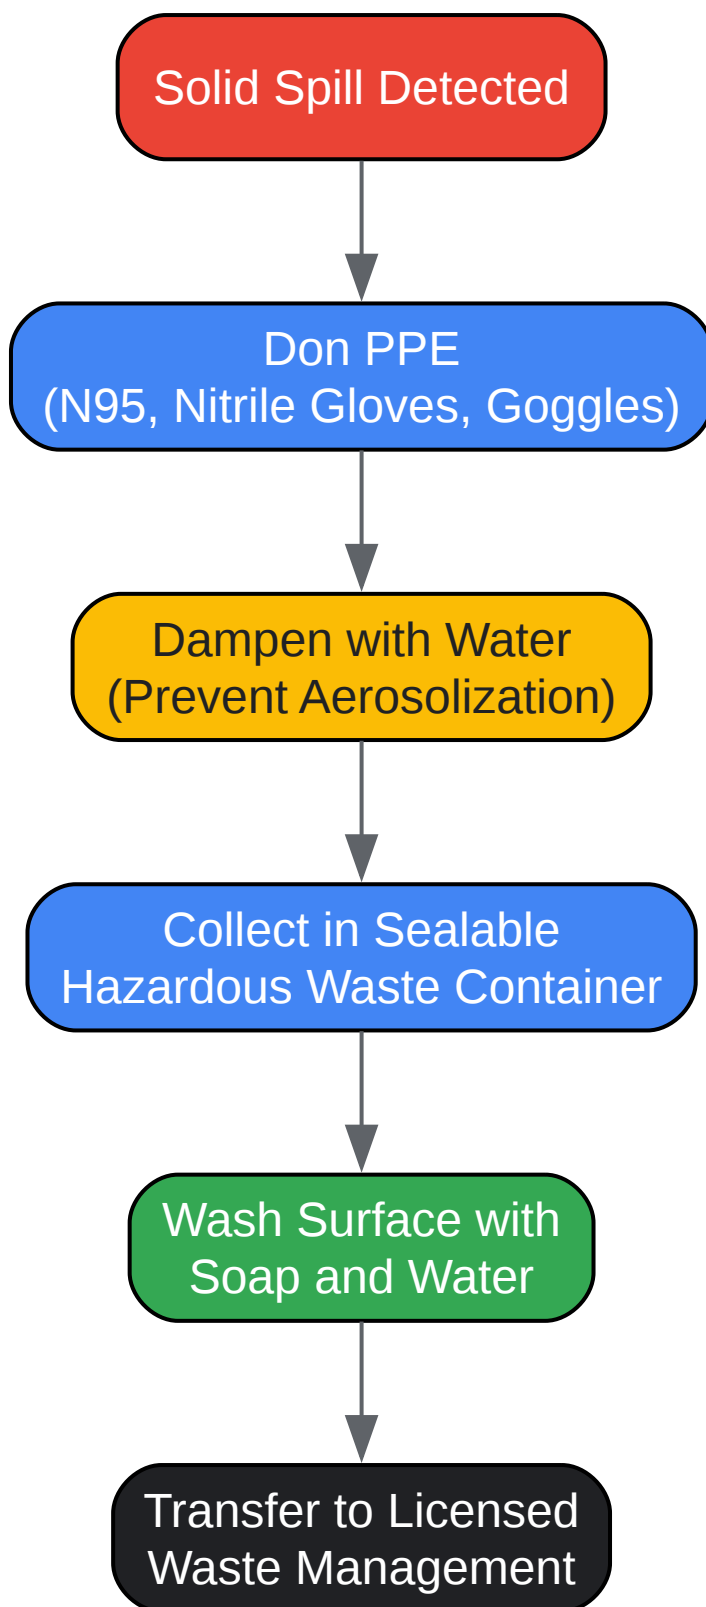 Solid Spill Detected
Don PPE
(N95, Nitrile Gloves, Goggles)
Dampen with Water
(Prevent Aerosolization)
Collect in Sealable
Hazardous Waste Container
Wash Surface with
Soap and Water
Transfer to Licensed
Waste Management